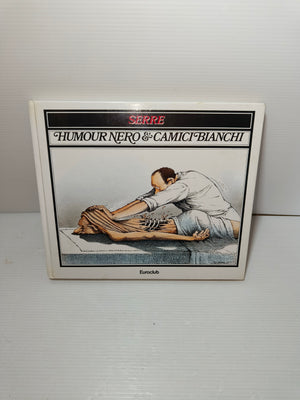 SERRE
HUMOUR NERO & CAMICI BIANCHI
Euroclub